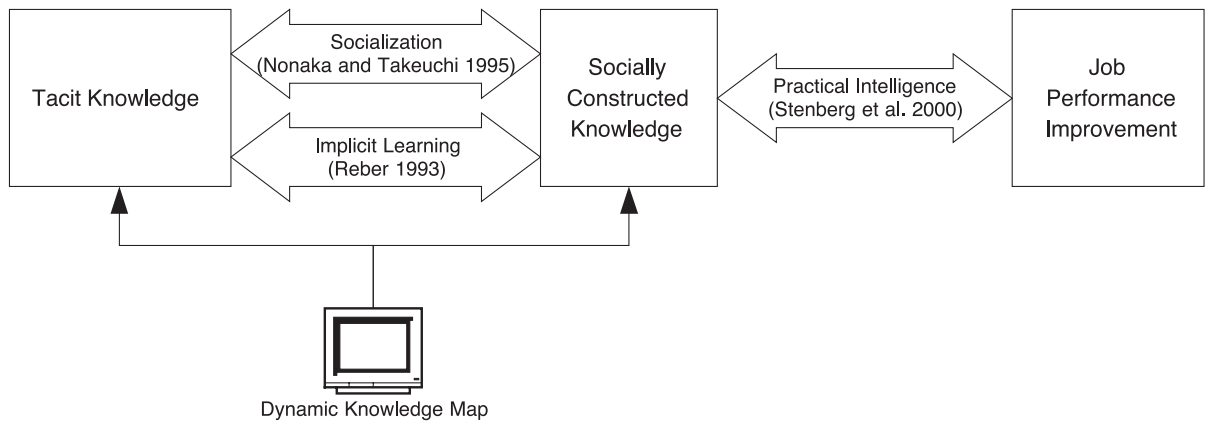 Tacit Knowledge
Socialization
(Nonaka and Takeuchi 1995)
Implicit Learning
(Reber 1993)
Socially
Constructed
Knowledge
Practical Intelligence
(Stenberg et al. 2000)
Job
Performance
Improvement
Dynamic Knowledge Map